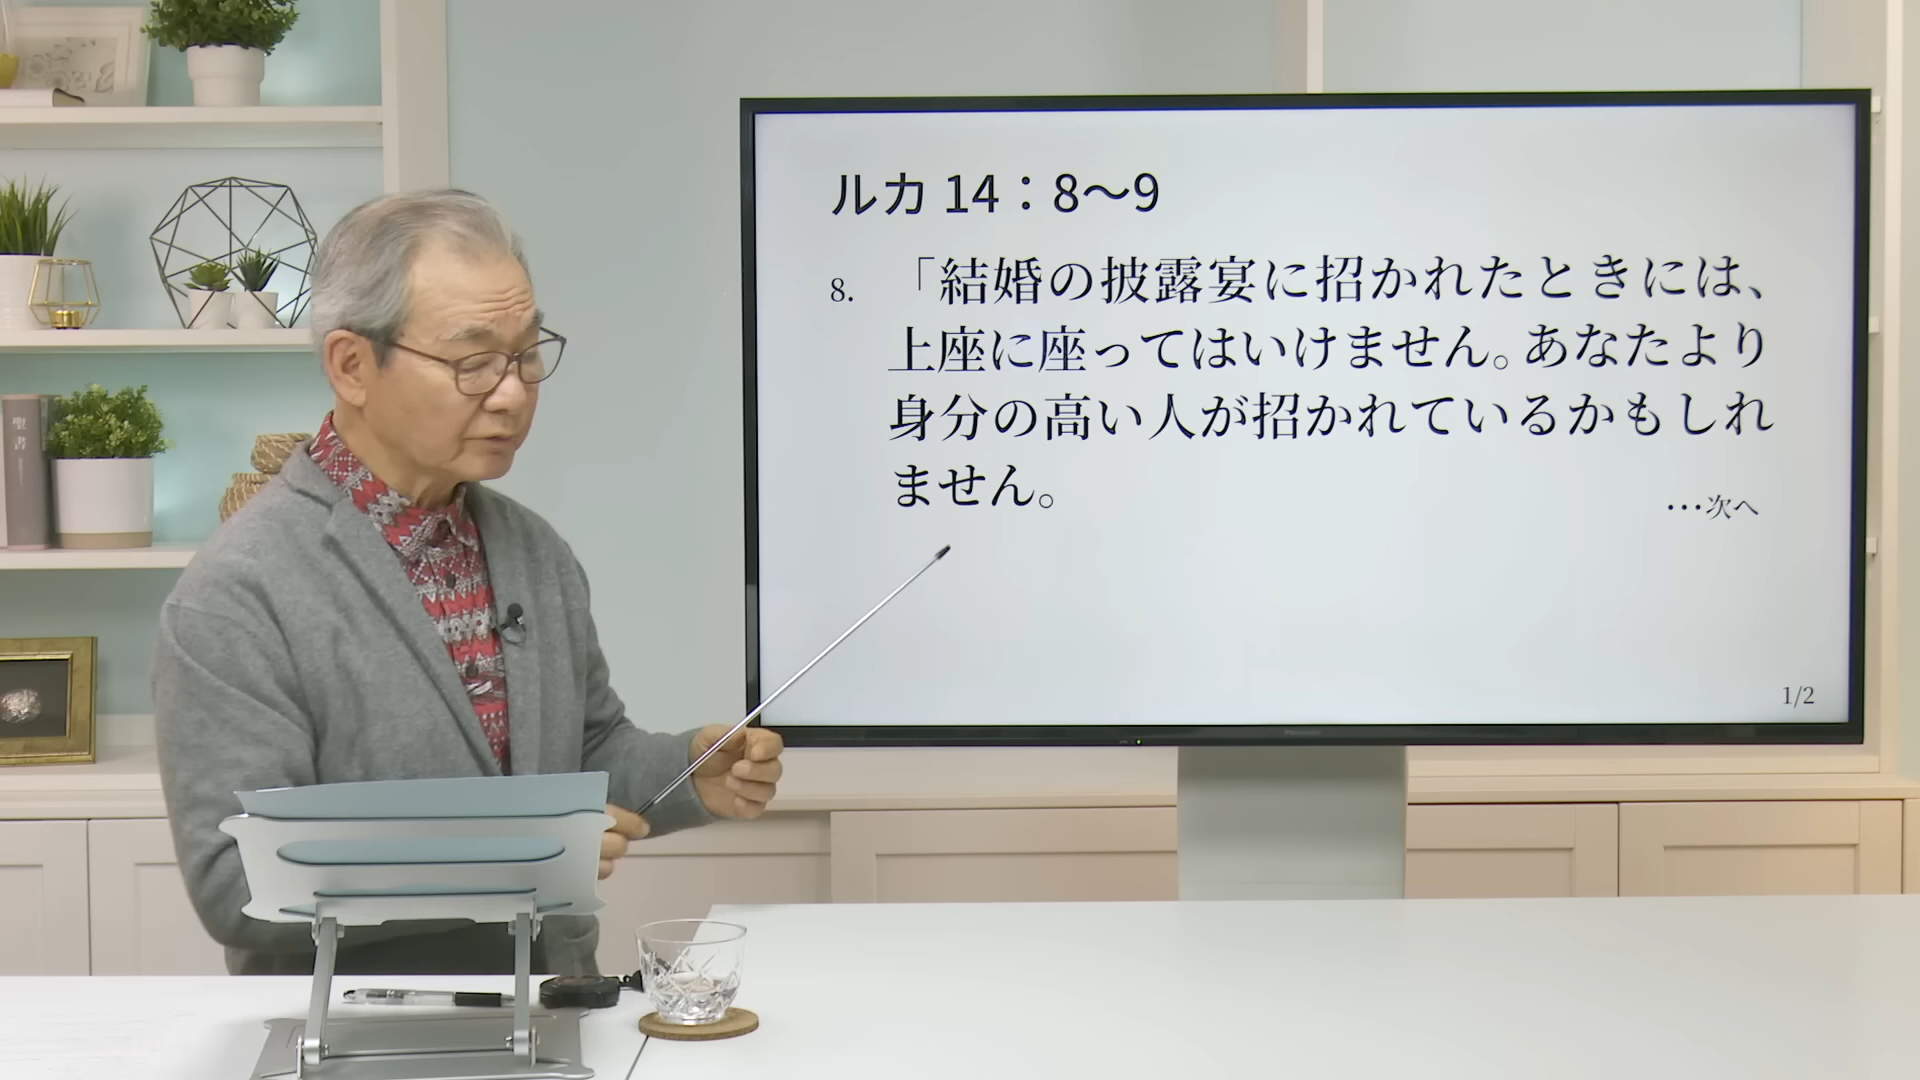 ルカ 14：8〜9
8. 「結婚の披露宴に招かれたときには、
上座に座ってはいけません。あなたより
身分の高い人が招かれているかもしれ
ません。
…次へ
1/2
聖書